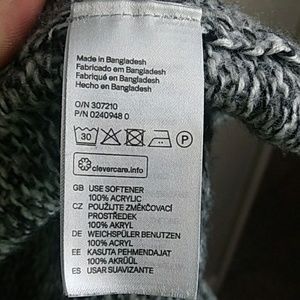 Made in Bangladesh
Fabricado em Bangladesh
Fabriqué en Bangladesh
Hecho en Bangladesh
O/N 307210
P/N 0240948 0
30 P
clevercare.info
GB USE SOFTENER
100% ACRYLIC
CZ POUŽIJTE ZMĚKČOVACÍ
PROSTŘEDEK
100% AKRYL
DE WEICHSPÜLER BENUTZEN
100% ACRYL
EE KASUTA PEHMENDAJAT
100% AKRÜÜL
ES USAR SUAVIZANTE